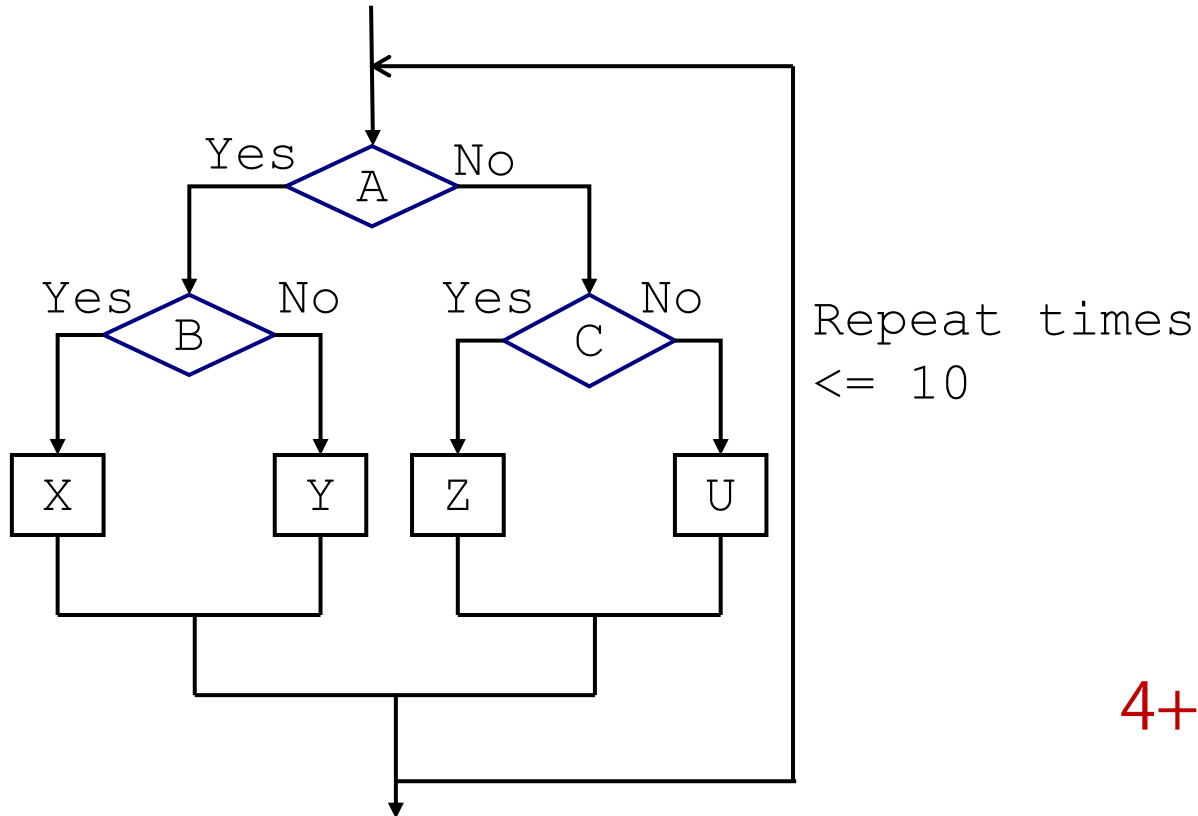 Yes No
A
Yes No Yes No
B C
Repeat times
<= 10
X Y Z U
4+